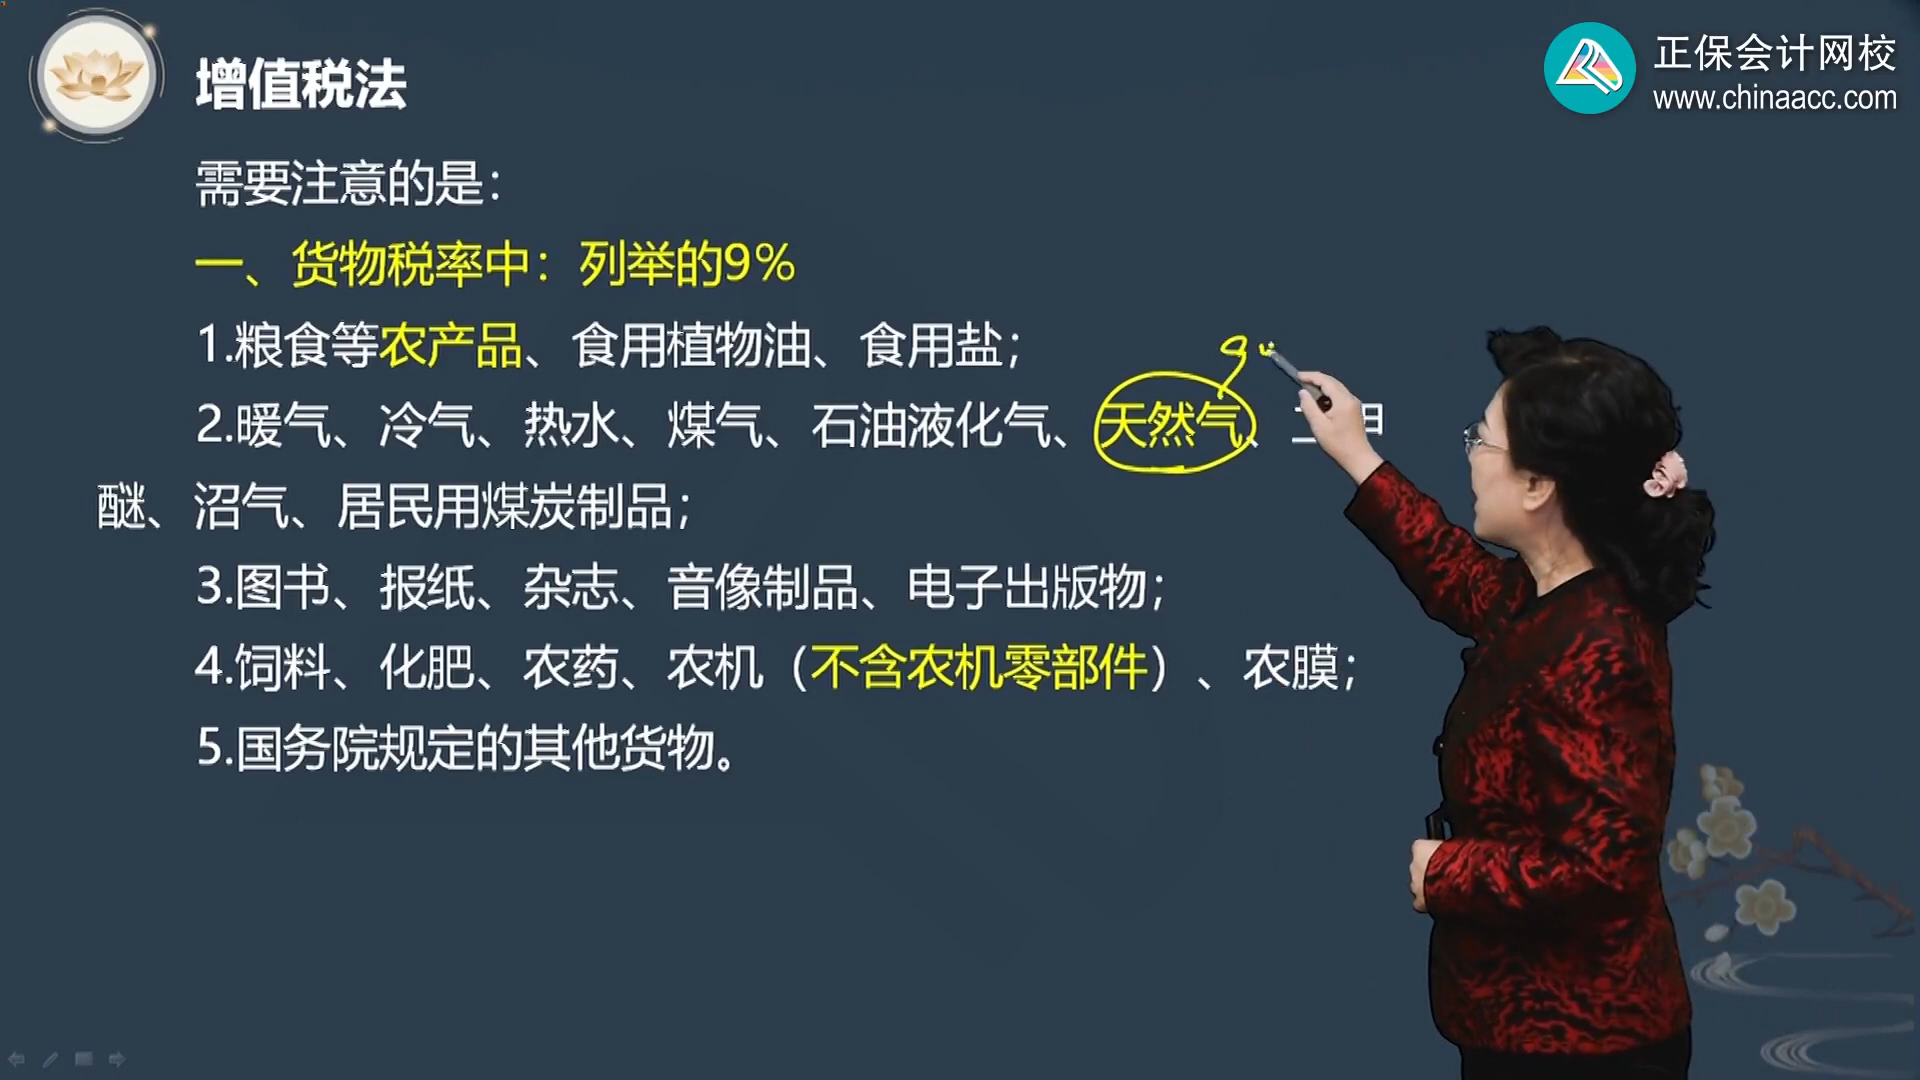 正保会计网校
www.chinaacc.com
增值税法
需要注意的是：
一、货物税率中：列举的9%
1.粮食等农产品、食用植物油、食用盐；
9
2.暖气、冷气、热水、煤气、石油液化气、天然气、二甲
醚、沼气、居民用煤炭制品；
3.图书、报纸、杂志、音像制品、电子出版物；
4.饲料、化肥、农药、农机（不含农机零部件）、农膜；
5.国务院规定的其他货物。